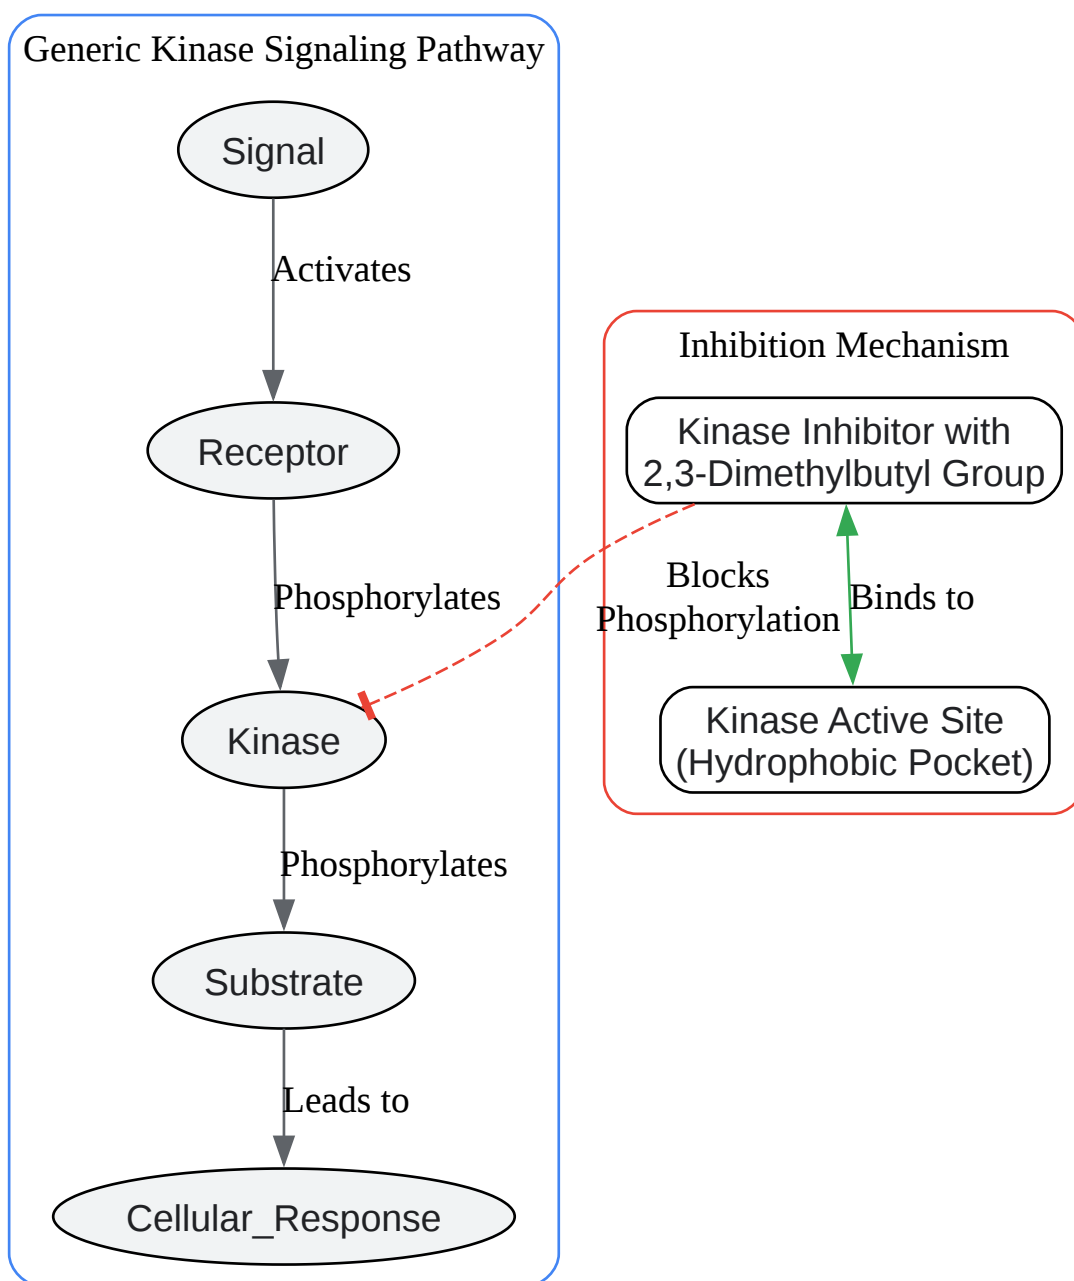 Generic Kinase Signaling Pathway
Signal
Activates
Receptor
Phosphorylates
Kinase
Phosphorylates
Substrate
Leads to
Cellular_Response
Inhibition Mechanism
Kinase Inhibitor with
2,3-Dimethylbutyl Group
Blocks
Phosphorylation
Binds to
Kinase Active Site
(Hydrophobic Pocket)